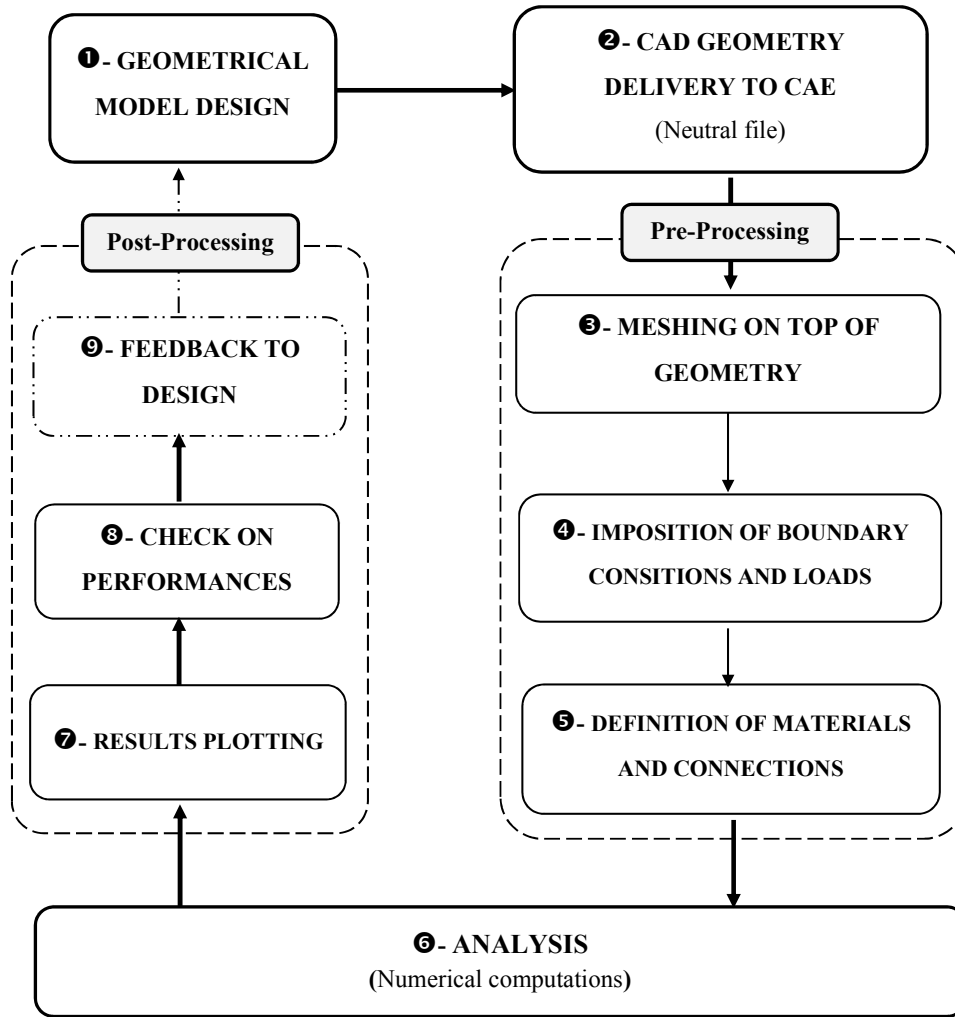 ❶- GEOMETRICAL
MODEL DESIGN
❷- CAD GEOMETRY
DELIVERY TO CAE
(Neutral file)
Pre-Processing
❸- MESHING ON TOP OF
GEOMETRY
❹- IMPOSITION OF BOUNDARY
CONSITIONS AND LOADS
❺- DEFINITION OF MATERIALS
AND CONNECTIONS
❻- ANALYSIS
(Numerical computations)
❼- RESULTS PLOTTING
❽- CHECK ON
PERFORMANCES
❾- FEEDBACK TO
DESIGN
Post-Processing